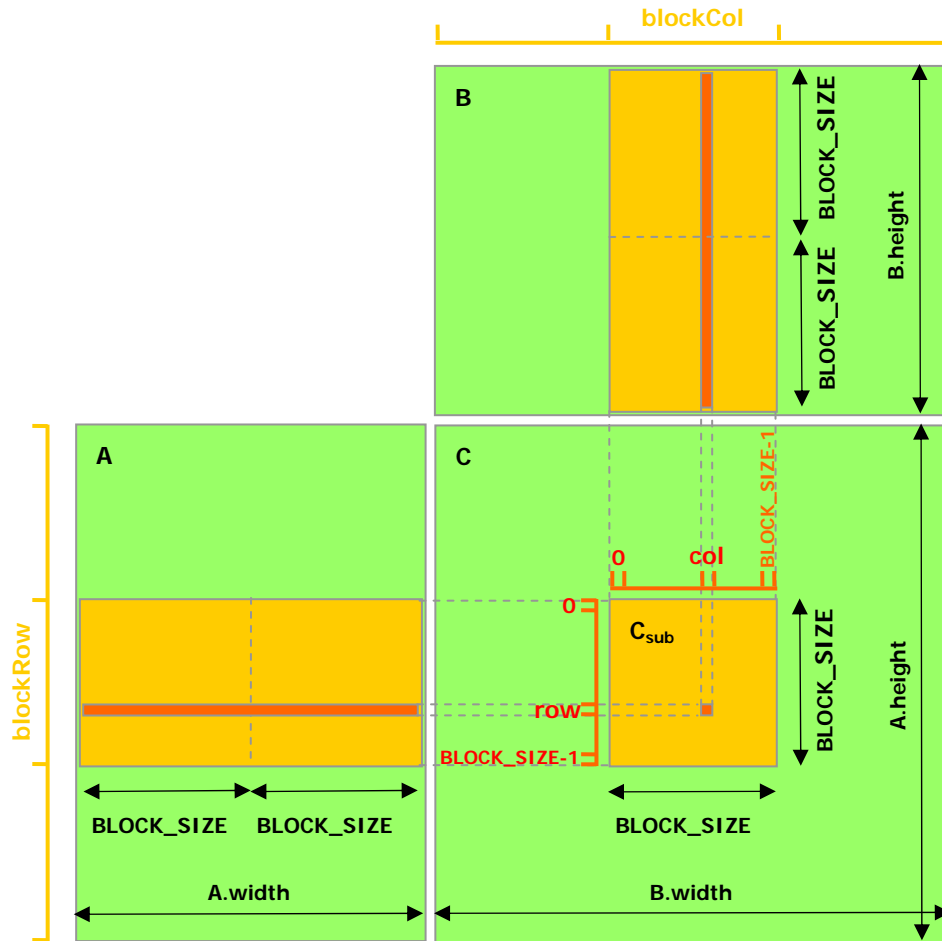 blockCol
B
BLOCK_SIZE
BLOCK_SIZE
B.height
A
C
BLOCK_SIZE-1
0
col
blockRow
0
Csub
BLOCK_SIZE
A.height
row
BLOCK_SIZE-1
BLOCK_SIZE
BLOCK_SIZE
BLOCK_SIZE
A.width
B.width